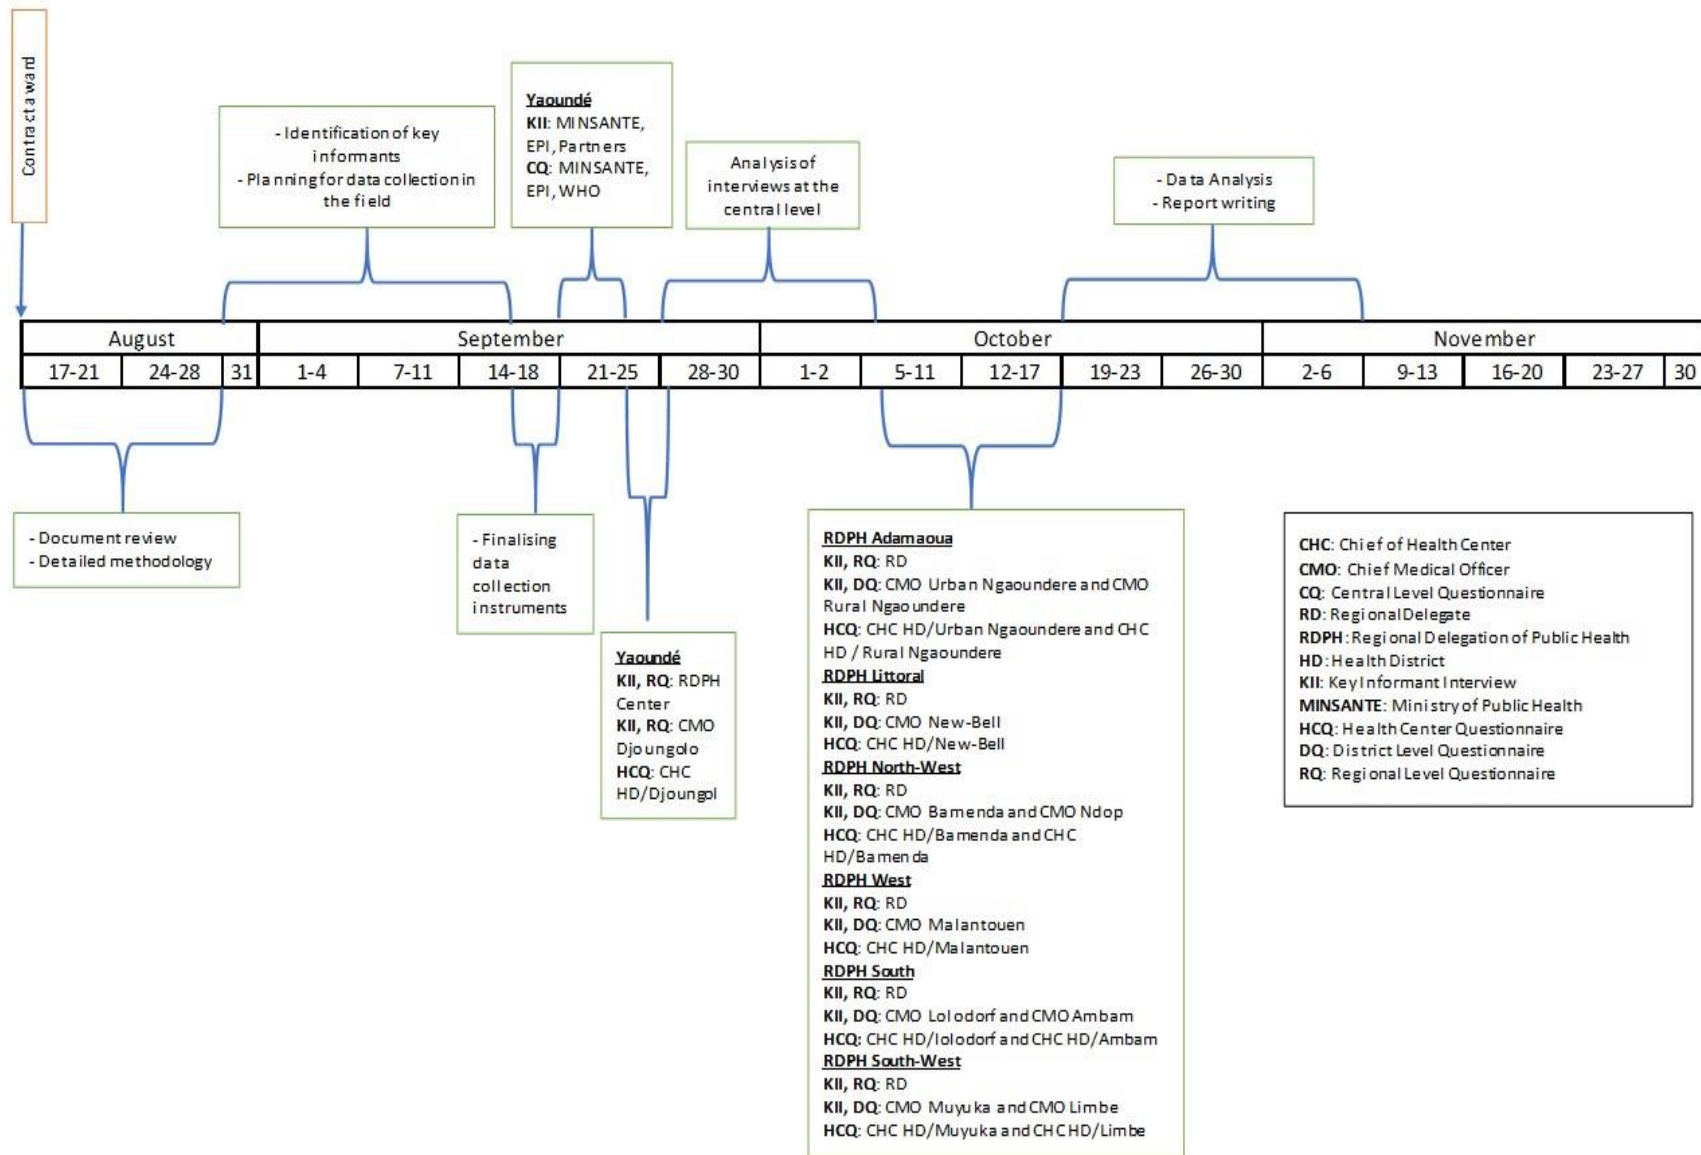 Contract award
- Identification of key
informants
- Planning for data collection in
the field
Yaoundé
KII: MINSANTE,
EPI, Partners
CQ: MINSANTE,
EPI, WHO
Analysis of
interviews at the
central level
- Data Analysis
- Report writing
August September October November
17-21 24-28 31 1-4 7-11 14-18 21-25 28-30 1-2 5-11 12-17 19-23 26-30 2-6 9-13 16-20 23-27 30
- Document review
- Detailed methodology
- Finalising
data
collection
instruments
Yaoundé
KII, RQ: RDPH
Center
KII, RQ: CMO
Djoungolo
HCQ: CHC
HD/Djoungol
RDPH Adamaoua
KII, RQ: RD
KII, DQ: CMO Urban Ngaoundere and CMO
Rural Ngaoundere
HCQ: CHC HD/Urban Ngaoundere and CHC
HD / Rural Ngaoundere
RDPH Littoral
KII, RQ: RD
KII, DQ: CMO New-Bell
HCQ: CHC HD/New-Bell
RDPH North-West
KII, RQ: RD
KII, DQ: CMO Bamenda and CMO Ndop
HCQ: CHC HD/Bamenda and CHC
HD/Bamenda
RDPH West
KII, RQ: RD
KII, DQ: CMO Malantouen
HCQ: CHC HD/Malantouen
RDPH South
KII, RQ: RD
KII, DQ: CMO Lolodorf and CMO Ambam
HCQ: CHC HD/lolodorf and CHC HD/Ambam
RDPH South-West
KII, RQ: RD
KII, DQ: CMO Muyuka and CMO Limbe
HCQ: CHC HD/Muyuka and CHC HD/Limbe
CHC: Chief of Health Center
CMO: Chief Medical Officer
CQ: Central Level Questionnaire
RD: Regional Delegate
RDPH: Regional Delegation of Public Health
HD: Health District
KII: Key Informant Interview
MINSANTE: Ministry of Public Health
HCQ: Health Center Questionnaire
DQ: District Level Questionnaire
RQ: Regional Level Questionnaire